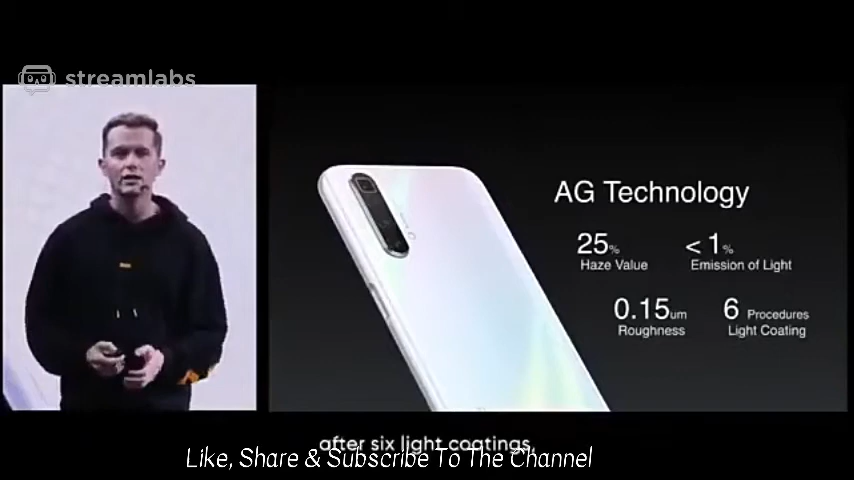 streamlabs
AG Technology
25% < 1%
Haze Value Emission of Light
0.15um 6 Procedures
Roughness Light Coating
after six light coatings,
Like, Share & Subscribe To The Channel